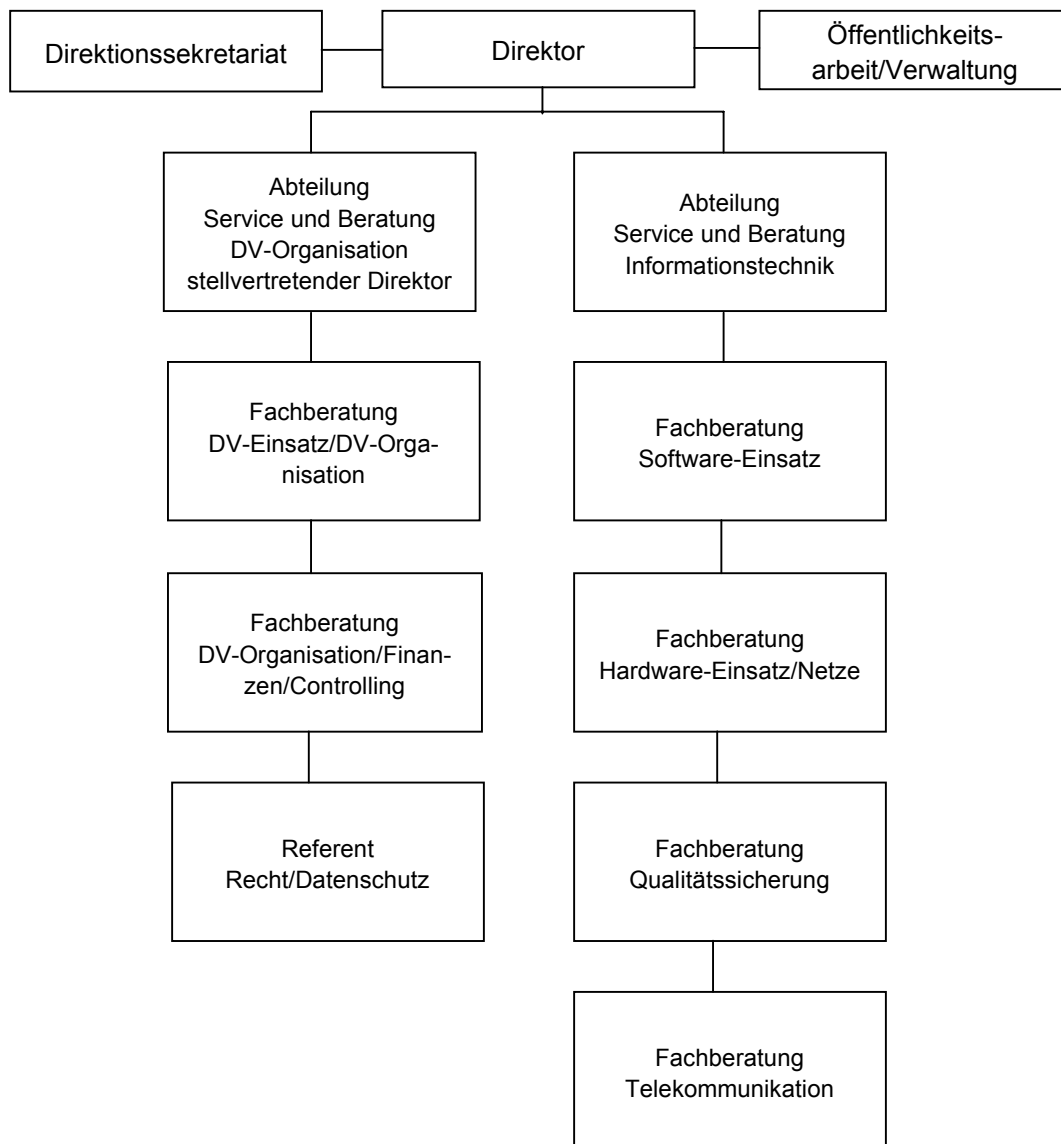 Direktionssekretariat
Direktor
Öffentlichkeits-
arbeit/Verwaltung
Abteilung
Service und Beratung
DV-Organisation
stellvertretender Direktor
Abteilung
Service und Beratung
Informationstechnik
Fachberatung
DV-Einsatz/DV-Orga-
nisation
Fachberatung
Software-Einsatz
Fachberatung
DV-Organisation/Finan-
zen/Controlling
Fachberatung
Hardware-Einsatz/Netze
Referent
Recht/Datenschutz
Fachberatung
Qualitätssicherung
Fachberatung
Telekommunikation